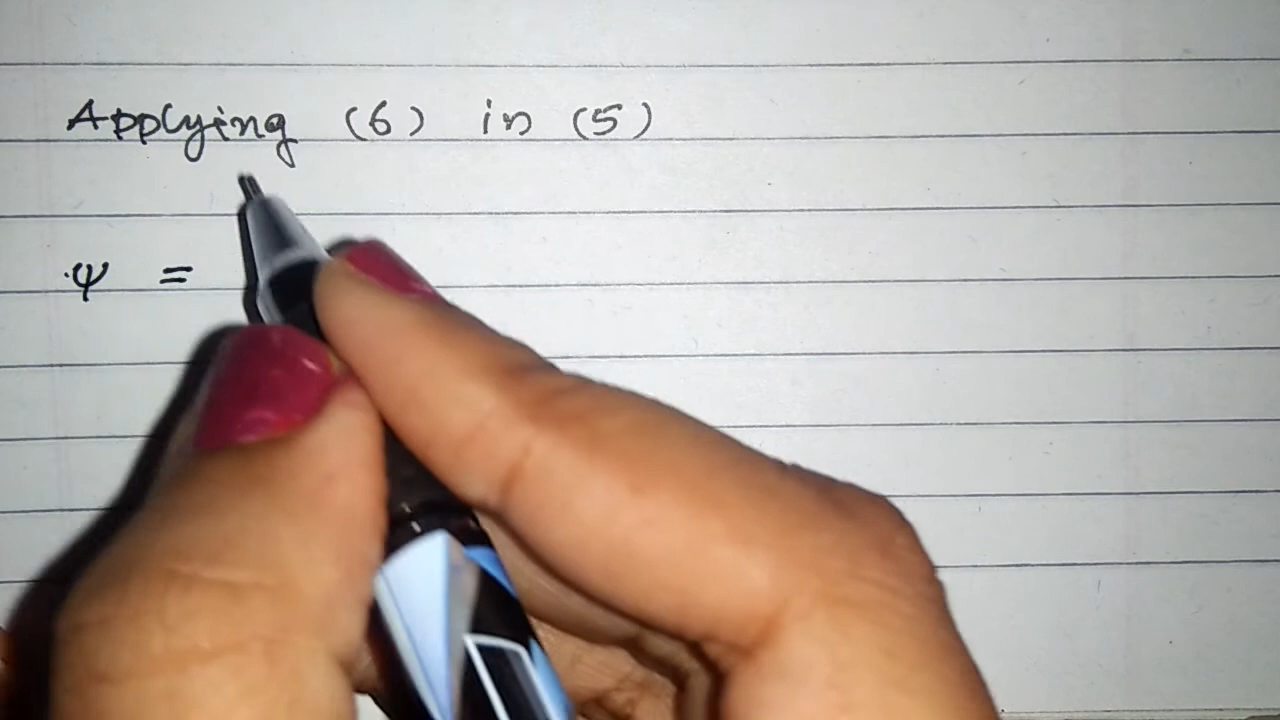 Applying (6) in (5)
ψ =